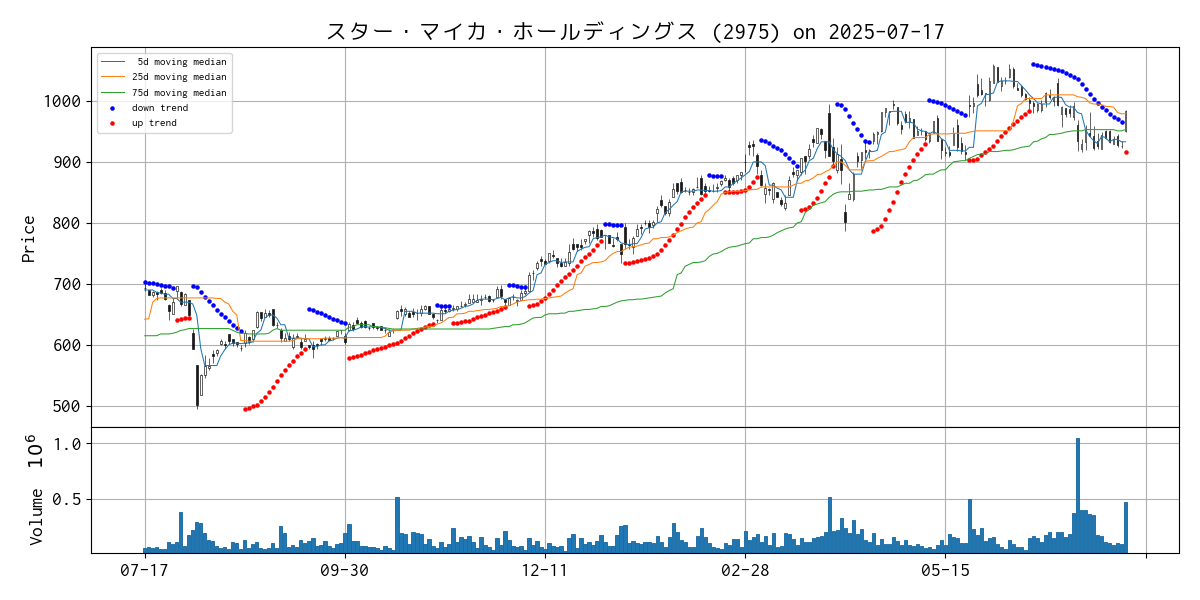 スター・マイカ・ホールディングス (2975) on 2025-07-17
5d moving median
25d moving median
75d moving median
down trend
up trend
Price
1000
900
800
700
600
500
Volume 10^6
1.0
0.5
07-17
09-30
12-11
02-28
05-15